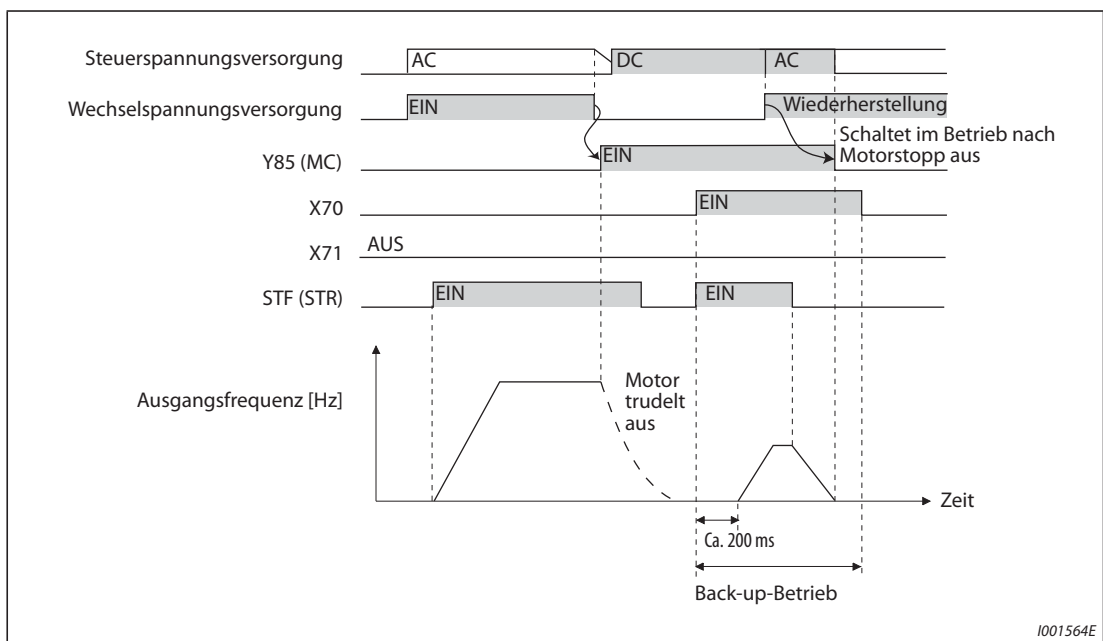 Steuerspannungsversorgung
AC
DC
AC
Wechselspannungsversorgung
EIN
Wiederherstellung
Schaltet im Betrieb nach
Motorstopp aus
Y85 (MC)
EIN
X70
EIN
X71
AUS
STF (STR)
EIN
EIN
Ausgangsfrequenz [Hz]
Motor
trudelt
aus
Zeit
Ca. 200 ms
Back-up-Betrieb
I001564E